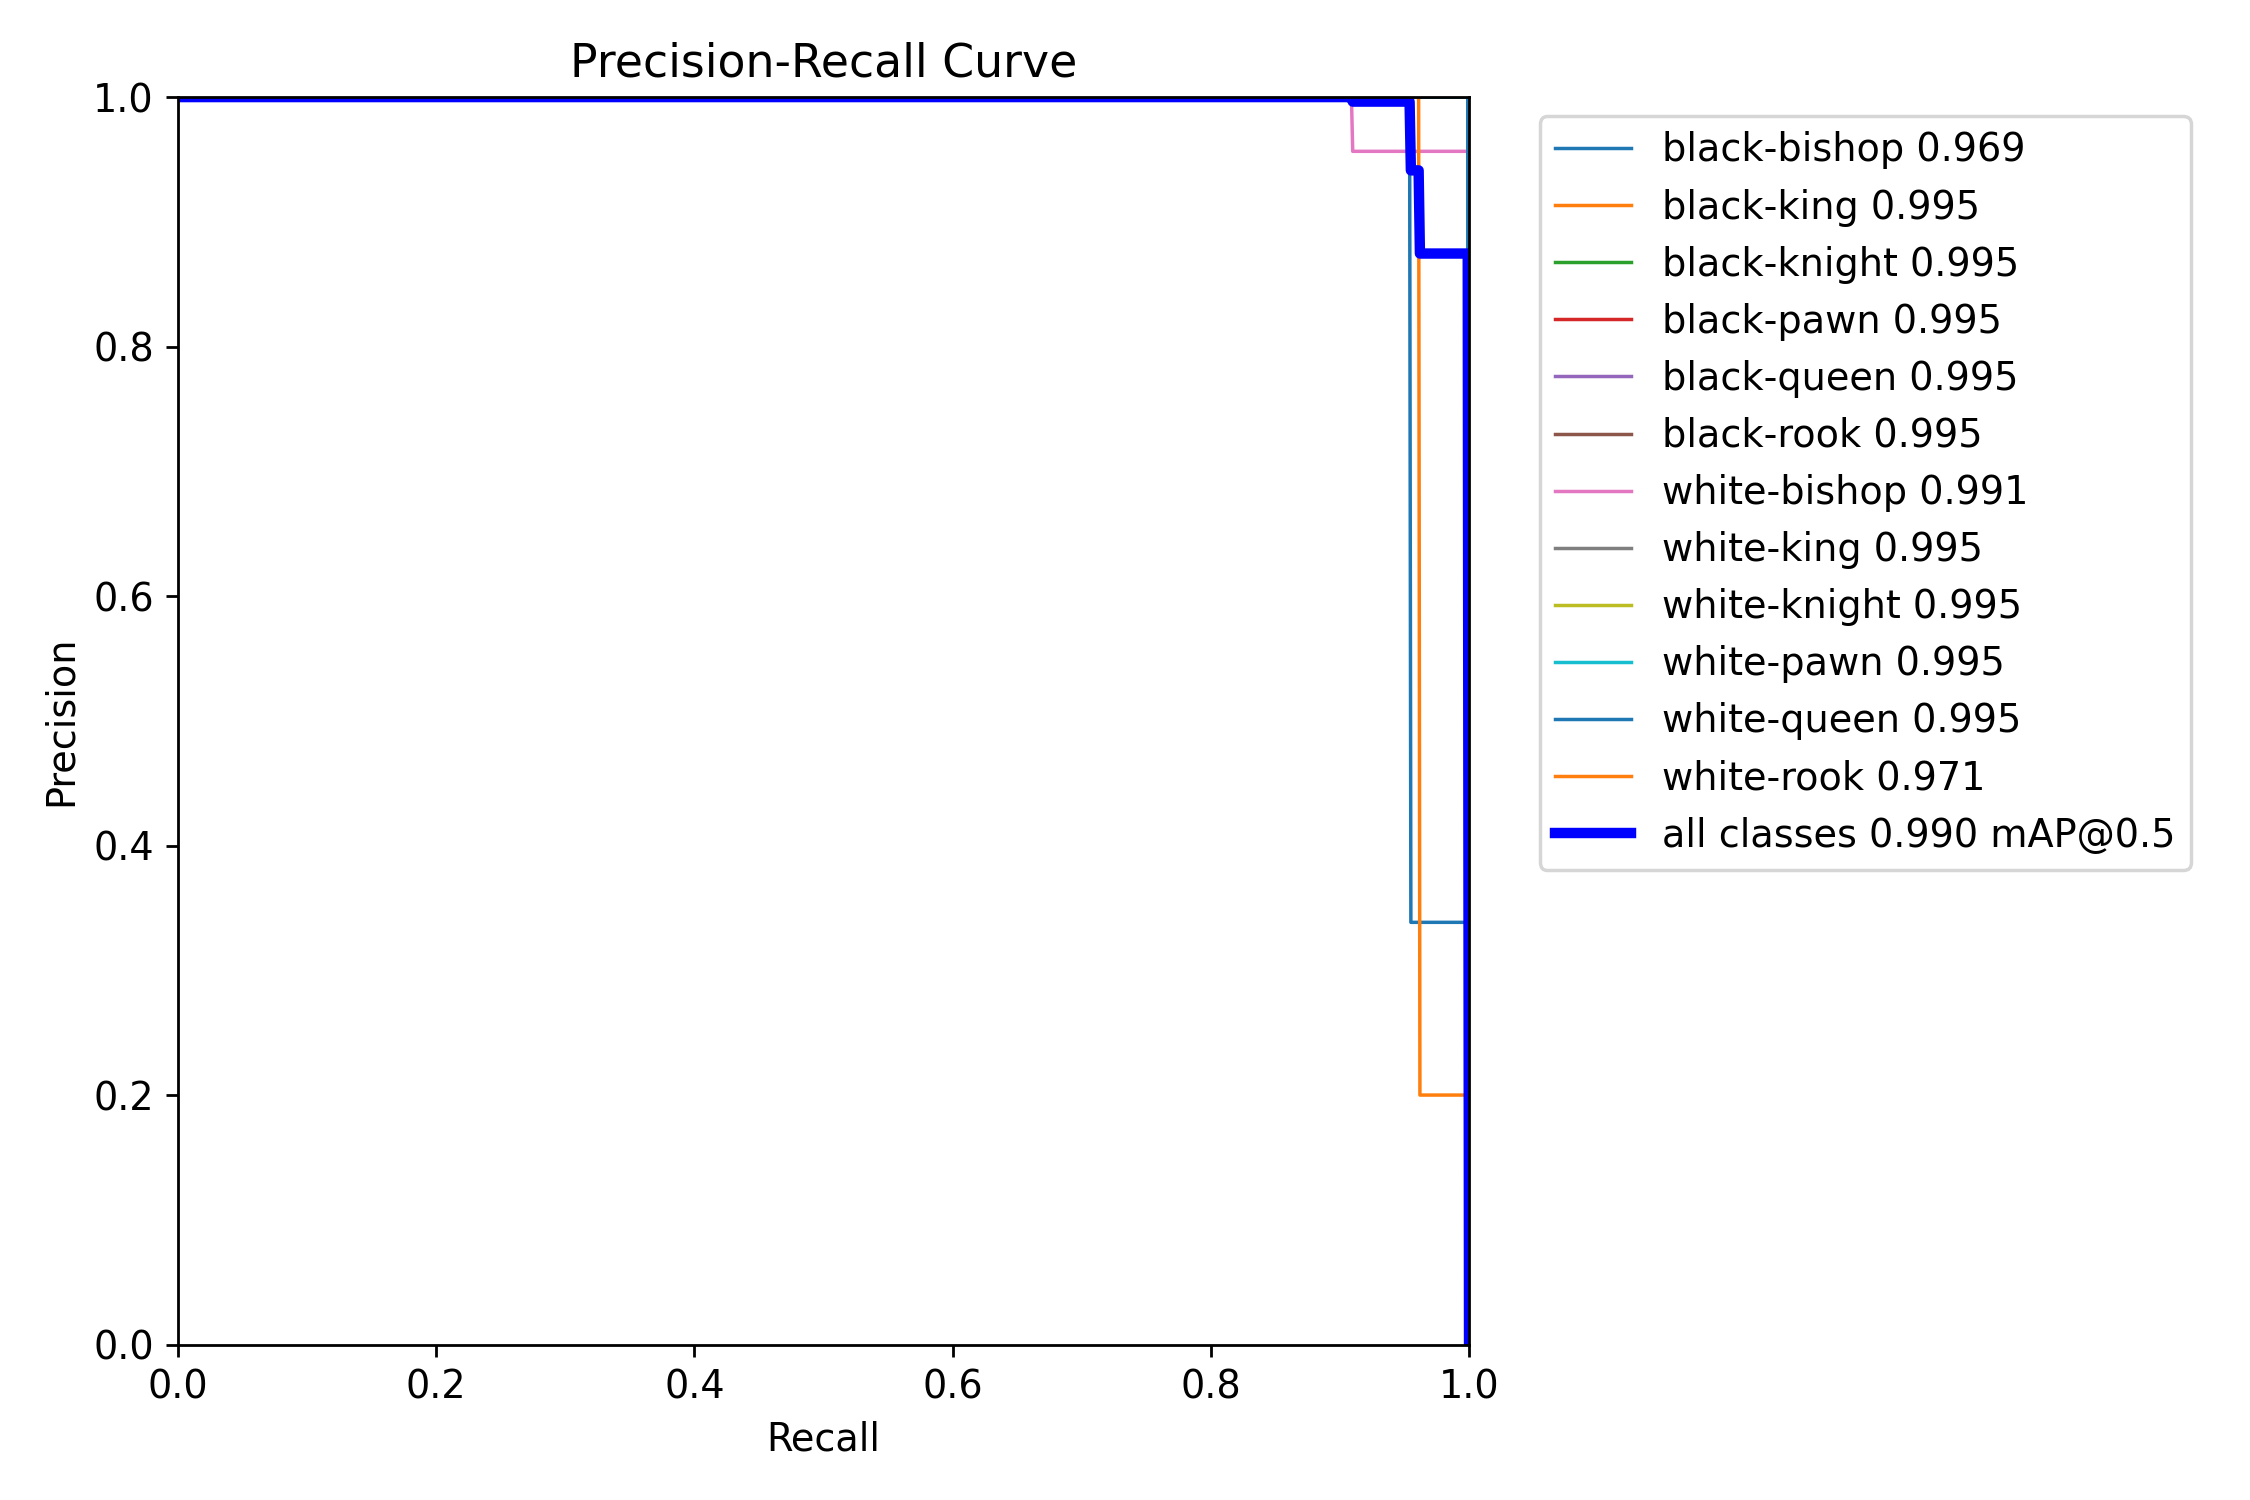 Precision-Recall Curve
1.0
0.8
0.6
0.4
0.2
0.0
Precision
0.0 0.2 0.4 0.6 0.8 1.0
Recall
black-bishop 0.969
black-king 0.995
black-knight 0.995
black-pawn 0.995
black-queen 0.995
black-rook 0.995
white-bishop 0.991
white-king 0.995
white-knight 0.995
white-pawn 0.995
white-queen 0.995
white-rook 0.971
all classes 0.990 mAP@0.5